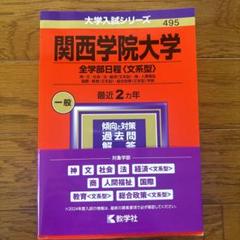 大学入試シリーズ
495
関西学院大学
全学部日程〈文系型〉
一般
最近2カ年
傾向と対策
過去問
解答
対象学部
神 文 社会 法 経済〈文系型〉
商 人間福祉 国際
教育〈文系型〉 総合政策〈文系型〉
教学社